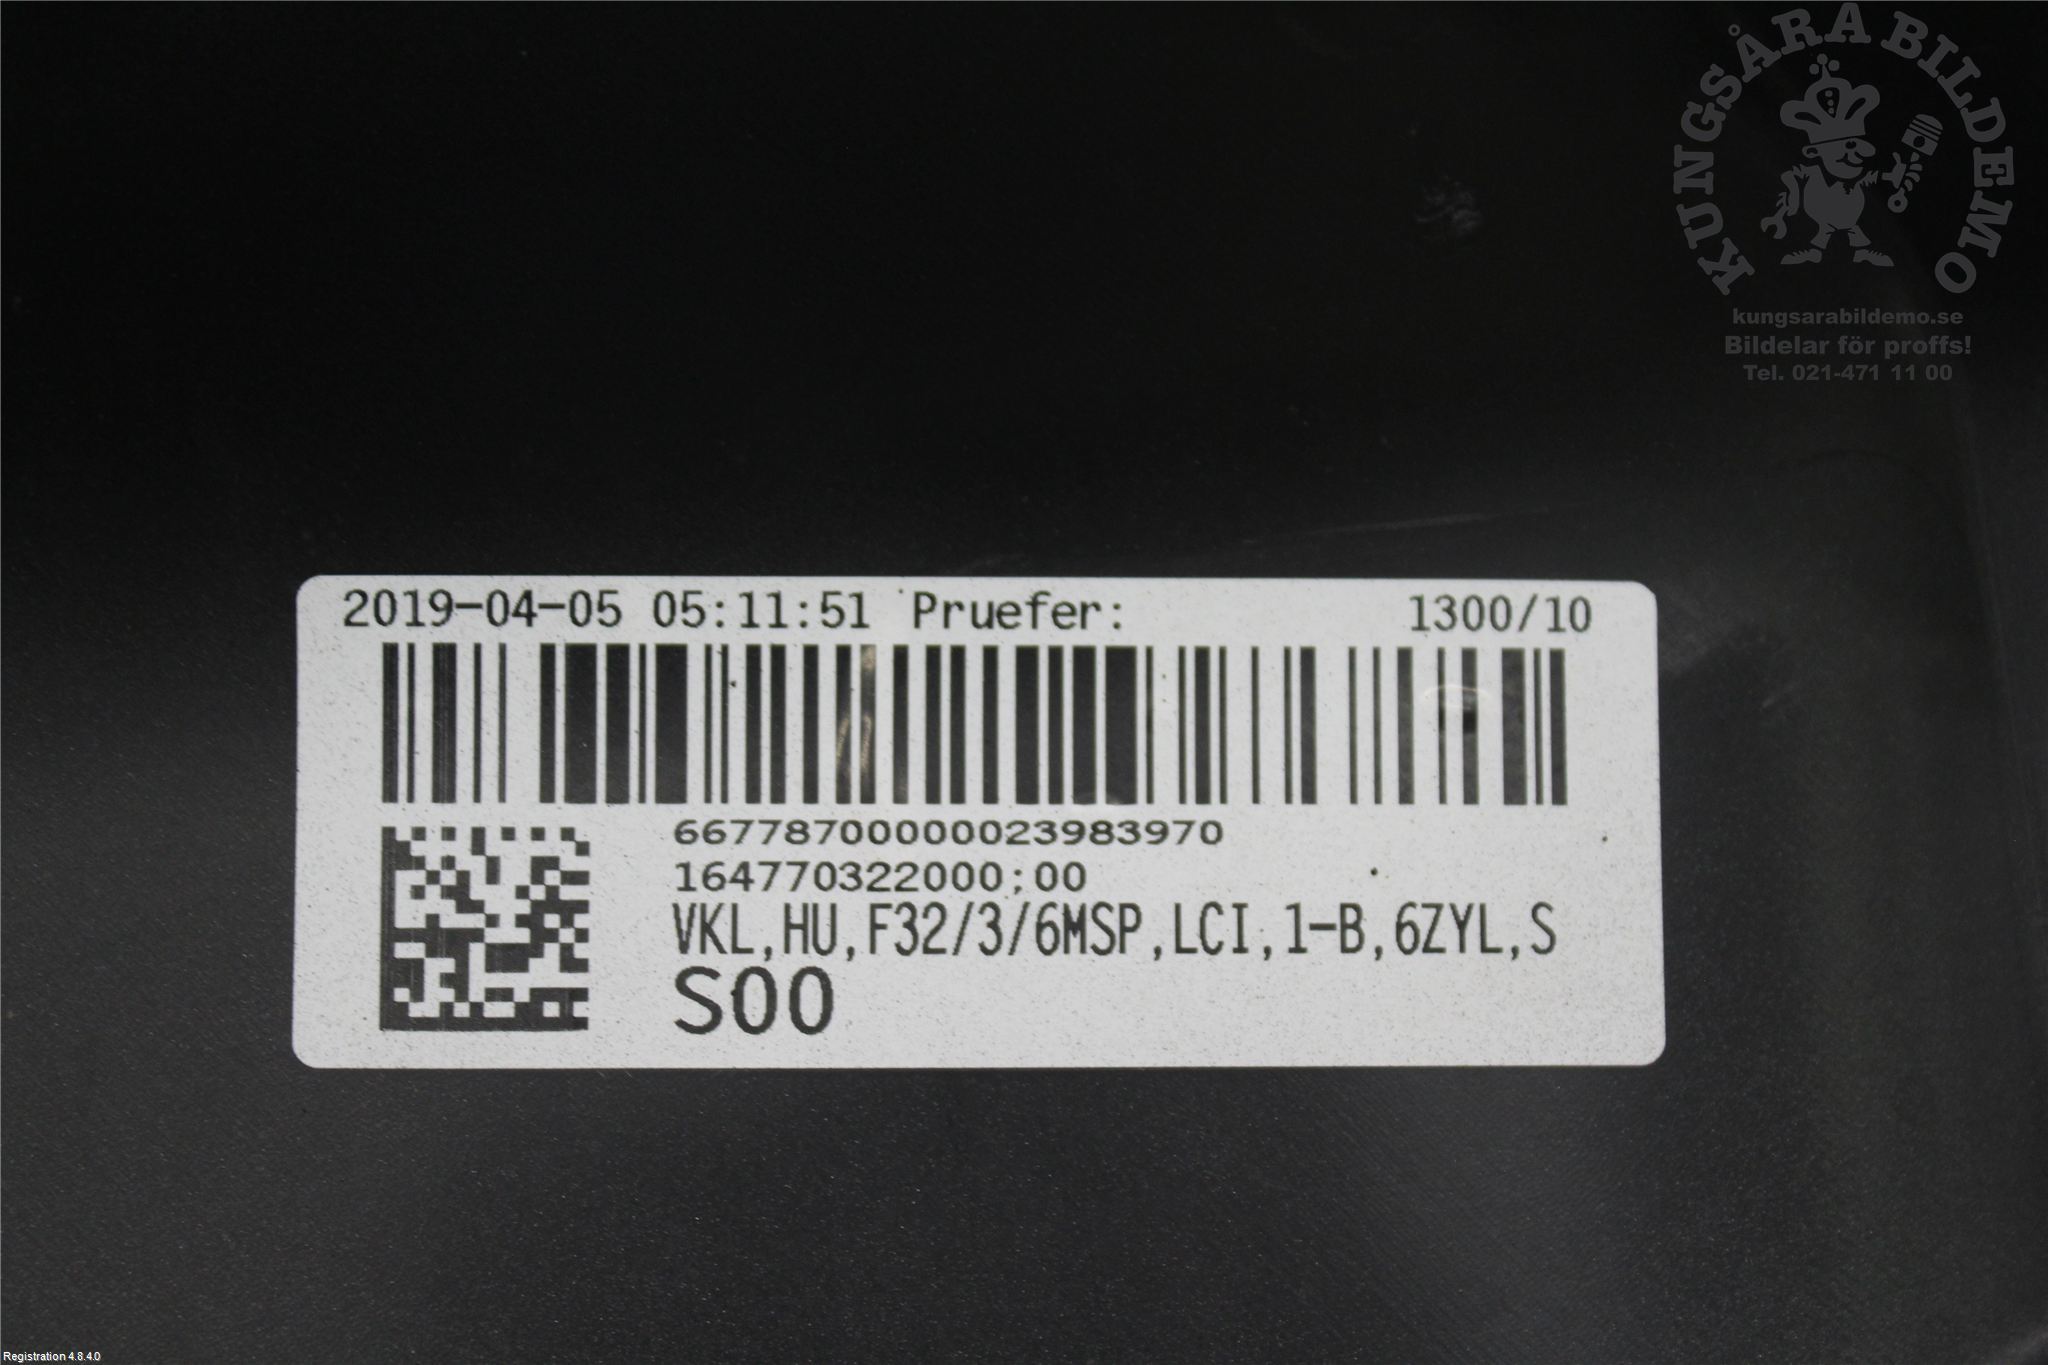 KUNGSÅRA BILDEMO
kungsarabildemo.se
Bildelar för proffs!
Tel. 021-471 11 00
2019-04-05 05:11:51 Pruefer: 1300/10
66778700000023983970
164770322000;00
VKL,HU,F32/3/6MSP,LCI,1-B,6ZYL,S
S00
Registration 4.8.4.0